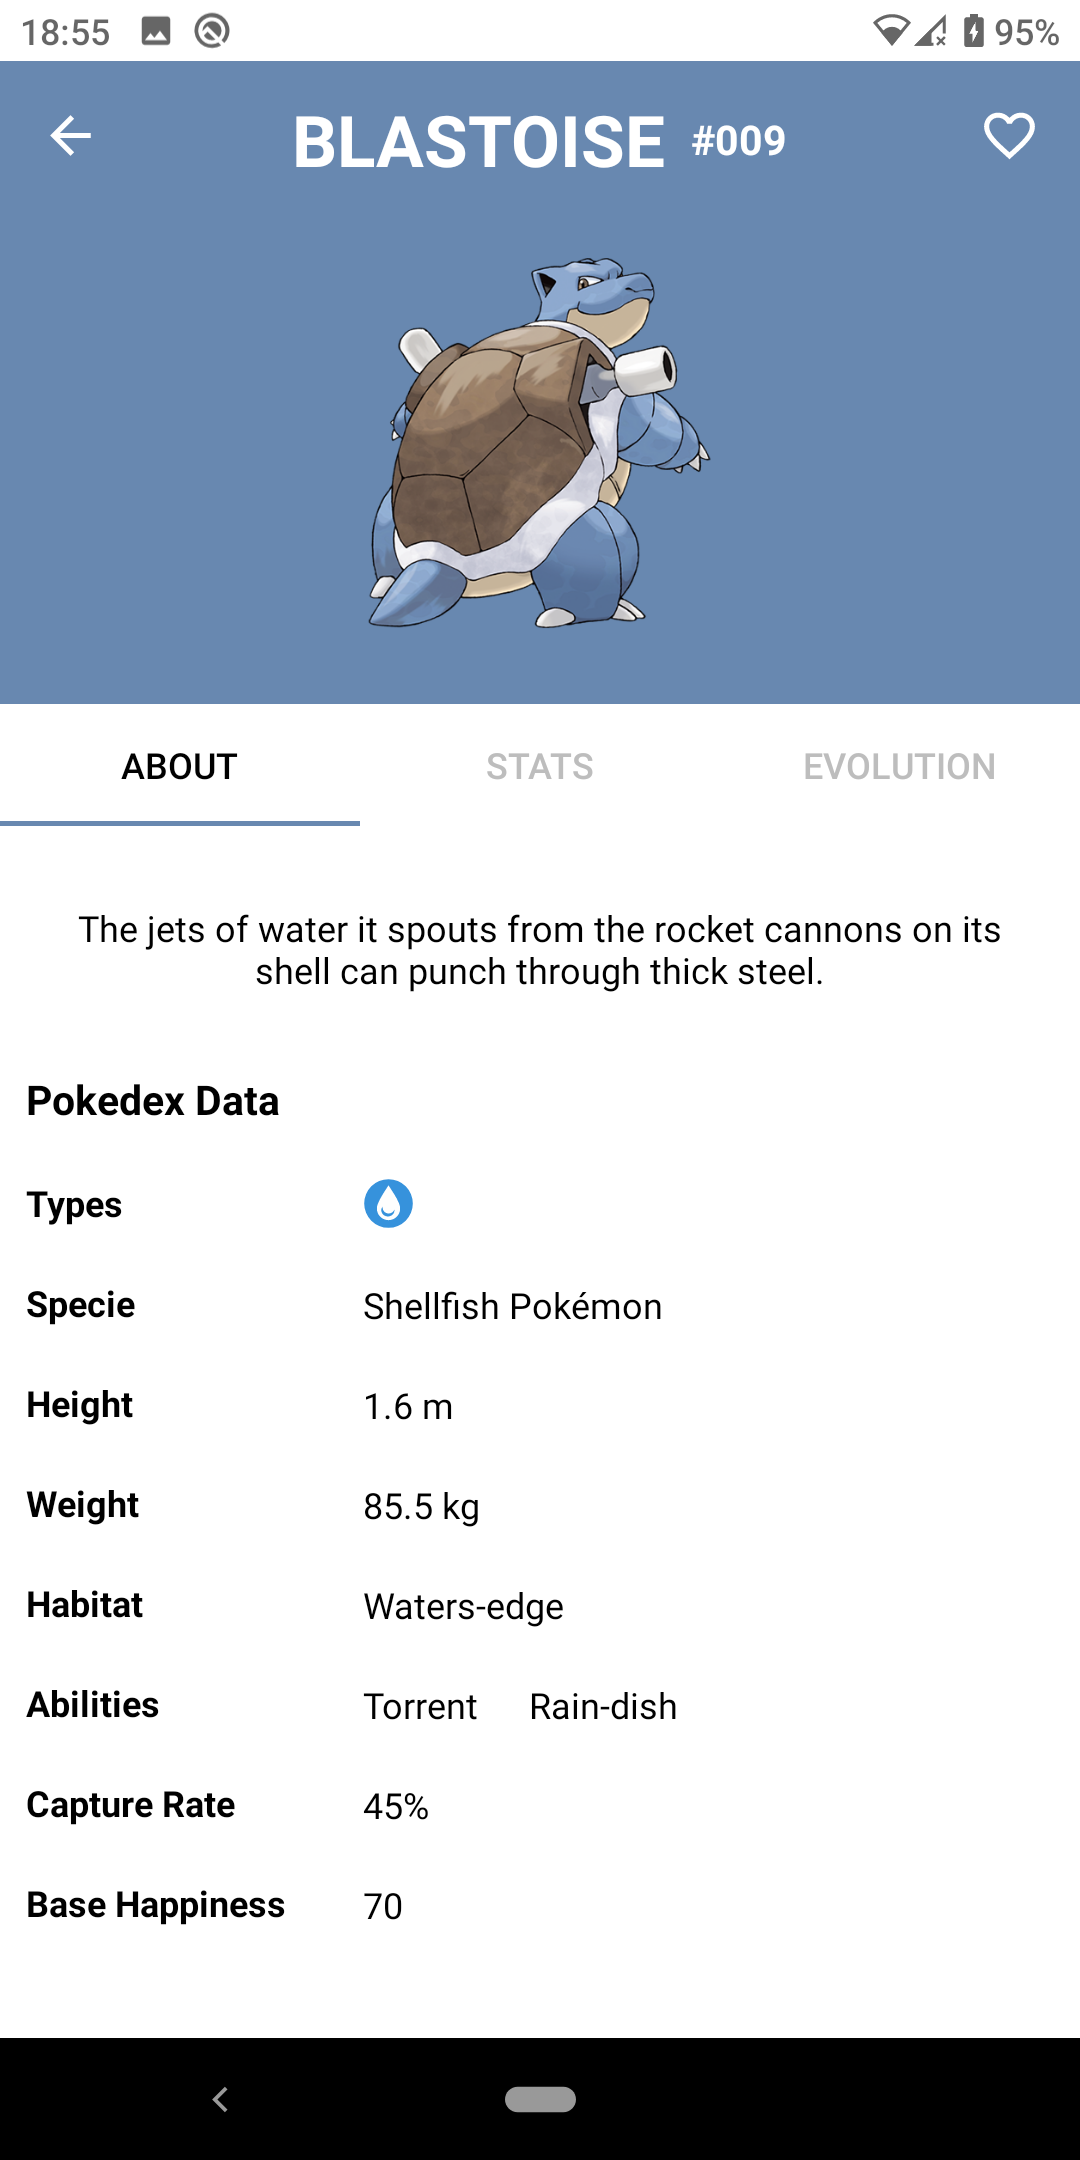 18:55 95%
BLASTOISE #009
ABOUT STATS EVOLUTION
The jets of water it spouts from the rocket cannons on its
shell can punch through thick steel.
Pokedex Data
Types
Specie Shellfish Pokémon
Height 1.6 m
Weight 85.5 kg
Habitat Waters-edge
Abilities Torrent Rain-dish
Capture Rate 45%
Base Happiness 70